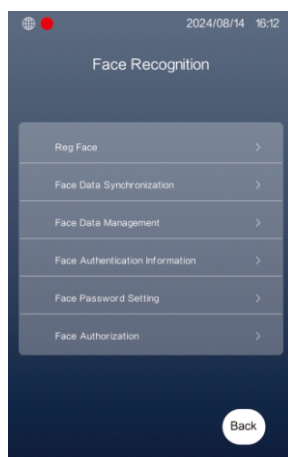 2024/08/14 16:12
Face Recognition
Reg Face
Face Data Synchronization
Face Data Management
Face Authentication Information
Face Password Setting
Face Authorization
Back